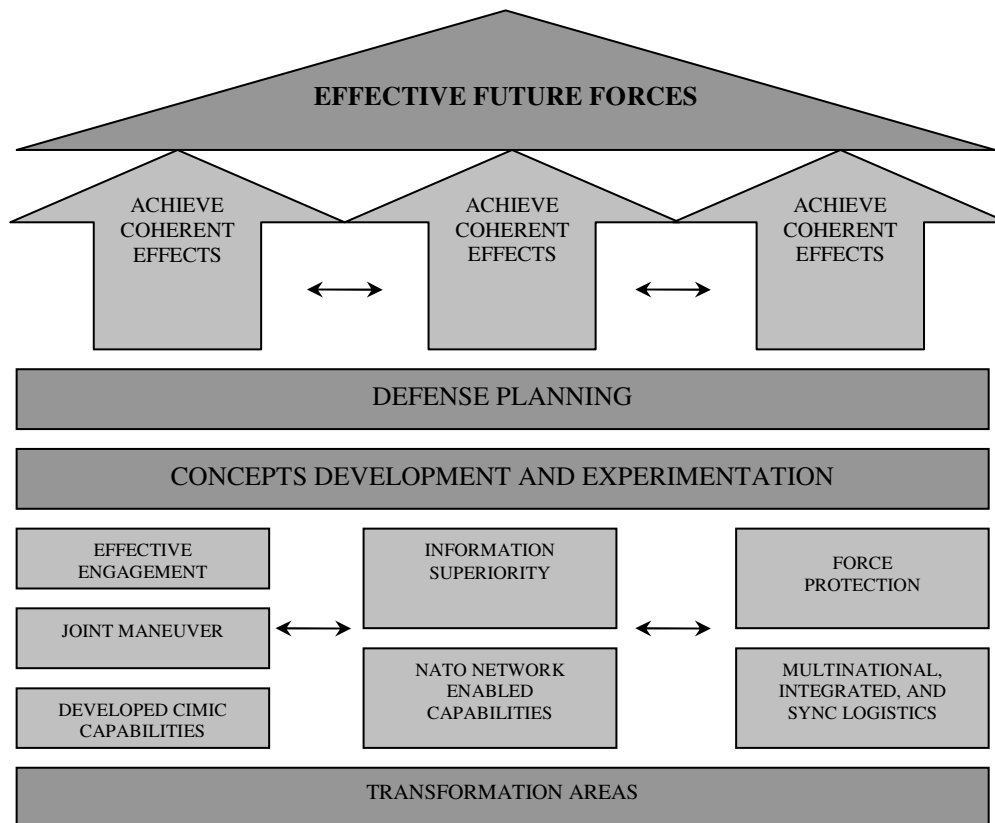 EFFECTIVE FUTURE FORCES
ACHIEVE
COHERENT
EFFECTS
ACHIEVE
COHERENT
EFFECTS
ACHIEVE
COHERENT
EFFECTS
DEFENSE PLANNING
CONCEPTS DEVELOPMENT AND EXPERIMENTATION
EFFECTIVE
ENGAGEMENT
JOINT MANEUVER
DEVELOPED CIMIC
CAPABILITIES
INFORMATION
SUPERIORITY
NATO NETWORK
ENABLED
CAPABILITIES
FORCE
PROTECTION
MULTINATIONAL,
INTEGRATED, AND
SYNC LOGISTICS
TRANSFORMATION AREAS